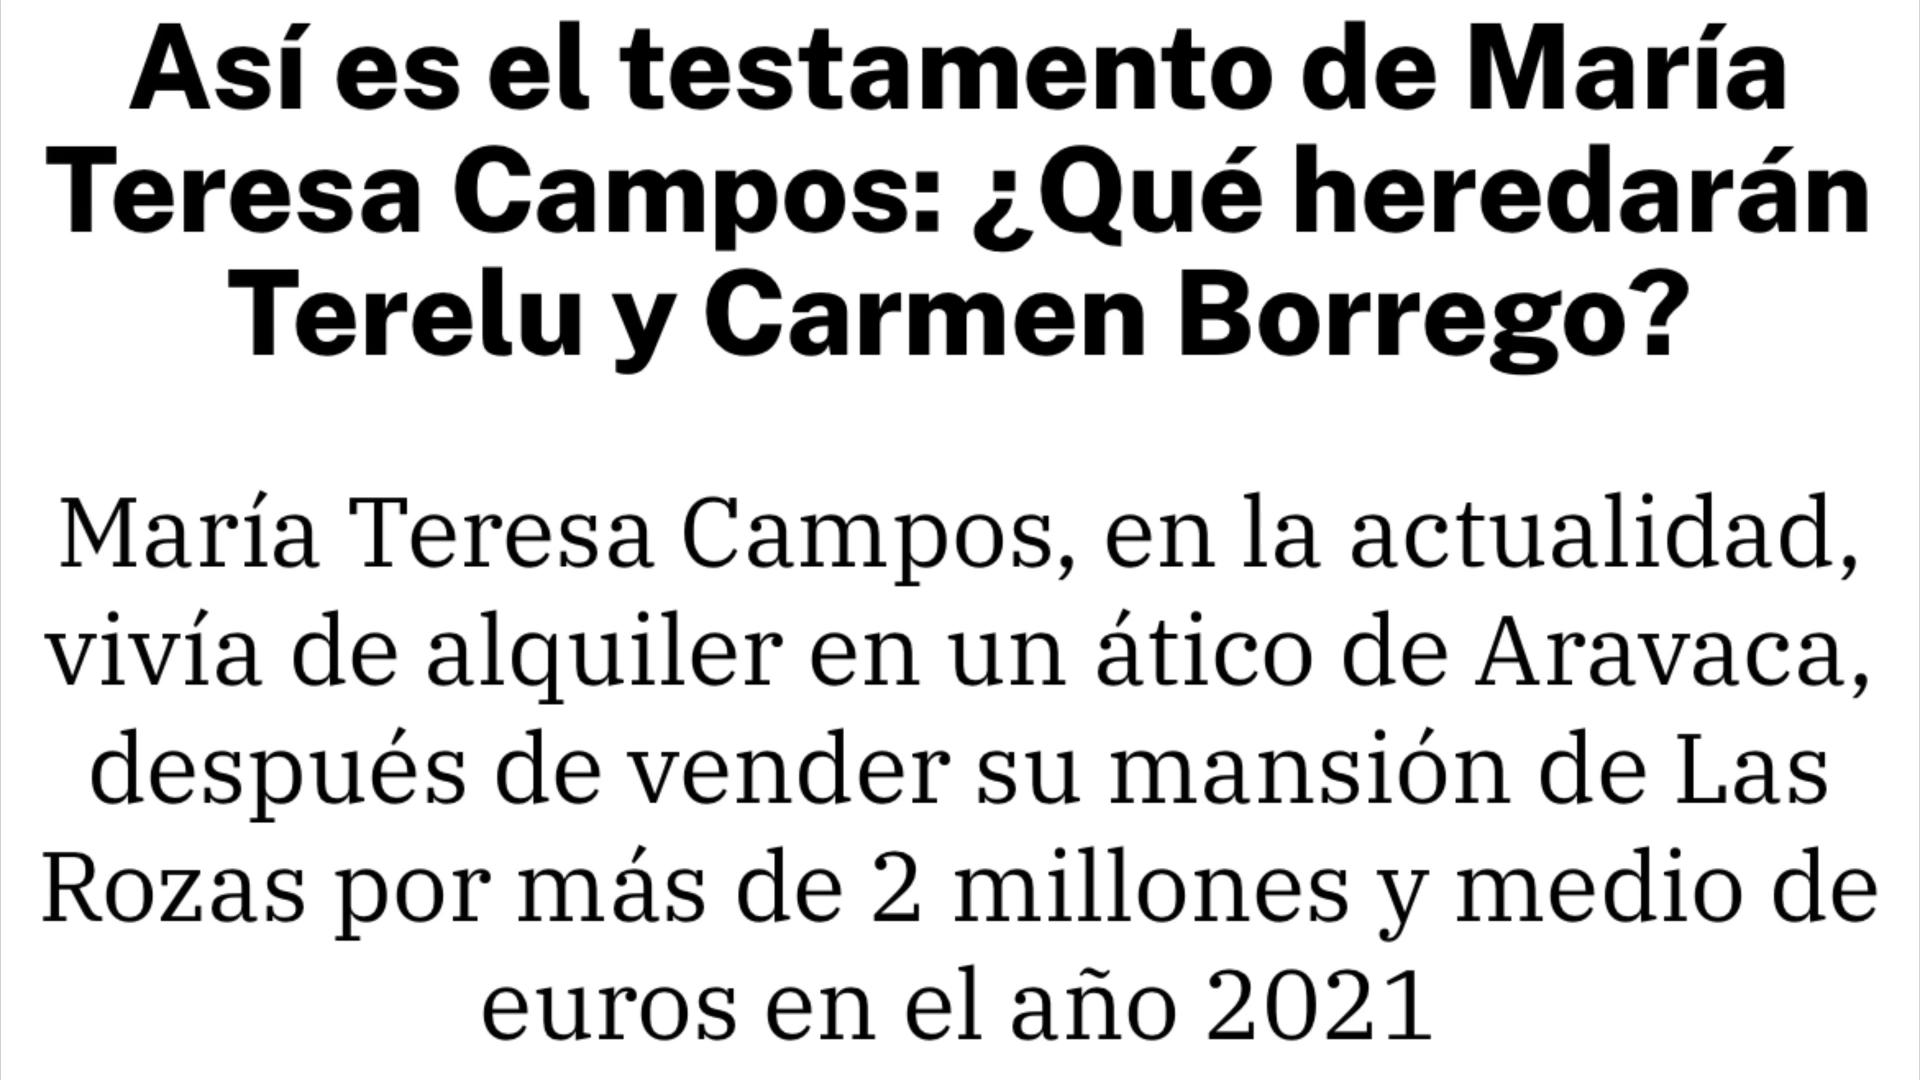 Así es el testamento de María
Teresa Campos: ¿Qué heredarán
Terelu y Carmen Borrego?
María Teresa Campos, en la actualidad,
vivía de alquiler en un ático de Aravaca,
después de vender su mansión de Las
Rozas por más de 2 millones y medio de
euros en el año 2021